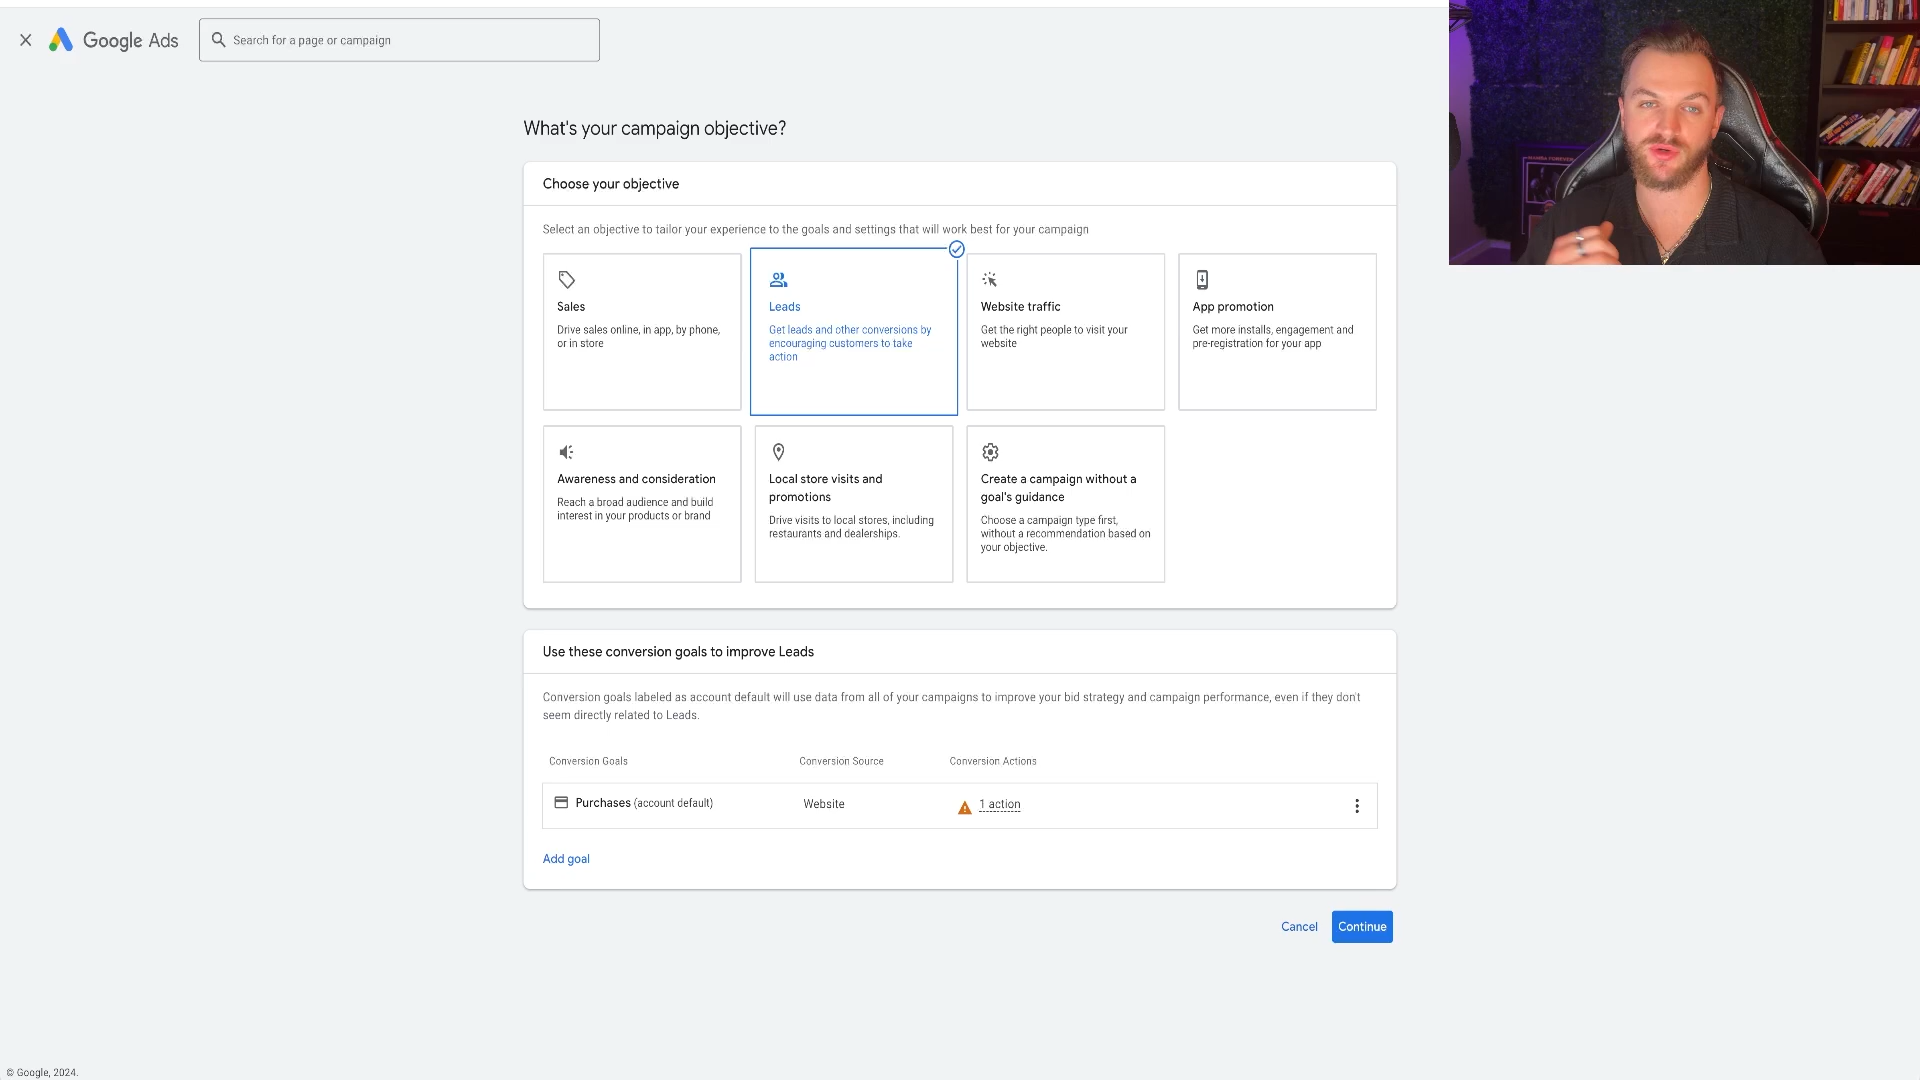 Google Ads
Search for a page or campaign
What's your campaign objective?
Choose your objective
Select an objective to tailor your experience to the goals and settings that will work best for your campaign
Sales
Drive sales online, in app, by phone,
or in store
Leads
Get leads and other conversions by
encouraging customers to take
action
Website traffic
Get the right people to visit your
website
App promotion
Get more installs, engagement and
pre-registration for your app
Awareness and consideration
Reach a broad audience and build
interest in your products or brand
Local store visits and
promotions
Drive visits to local stores, including
restaurants and dealerships.
Create a campaign without a
goal's guidance
Choose a campaign type first,
without a recommendation based on
your objective.
Use these conversion goals to improve Leads
Conversion goals labeled as account default will use data from all of your campaigns to improve your bid strategy and campaign performance, even if they don't
seem directly related to Leads.
Conversion Goals
Conversion Source
Conversion Actions
Purchases (account default)
Website
1 action
Add goal
Cancel
Continue
© Google, 2024.
MAMBA FOREVER